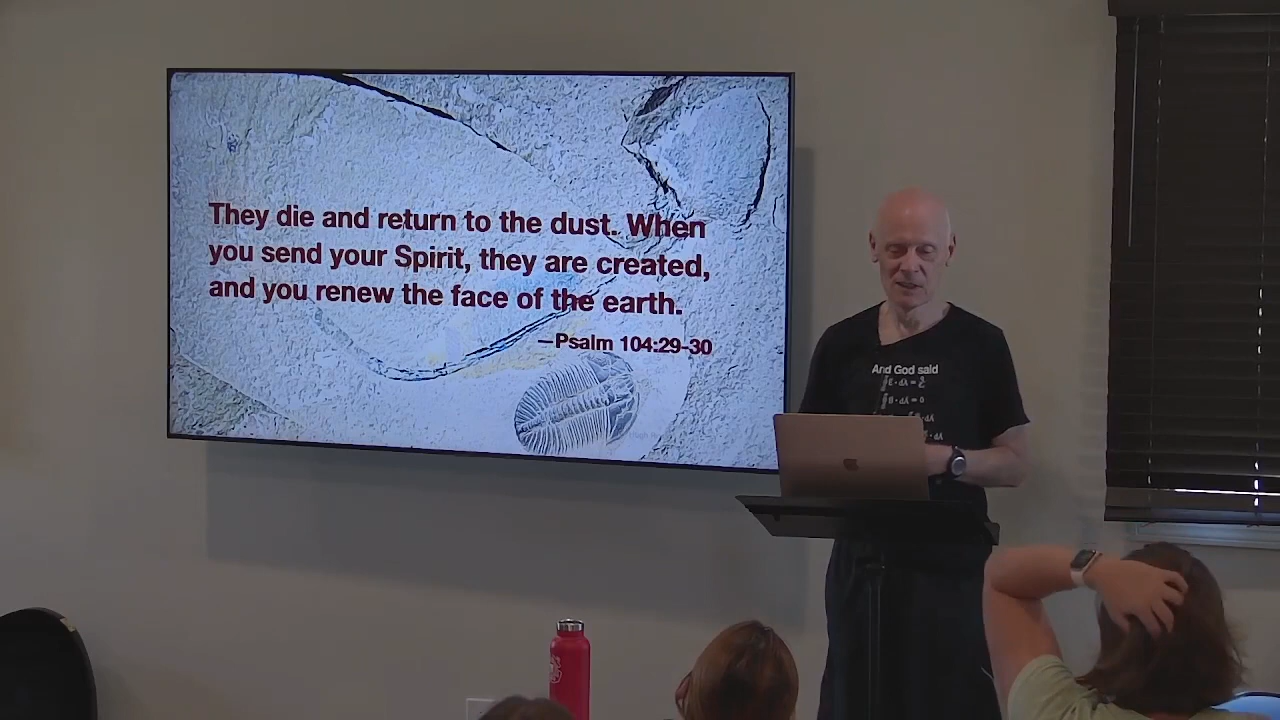 They die and return to the dust. When
you send your Spirit, they are created,
and you renew the face of the earth.
—Psalm 104:29-30
And God said